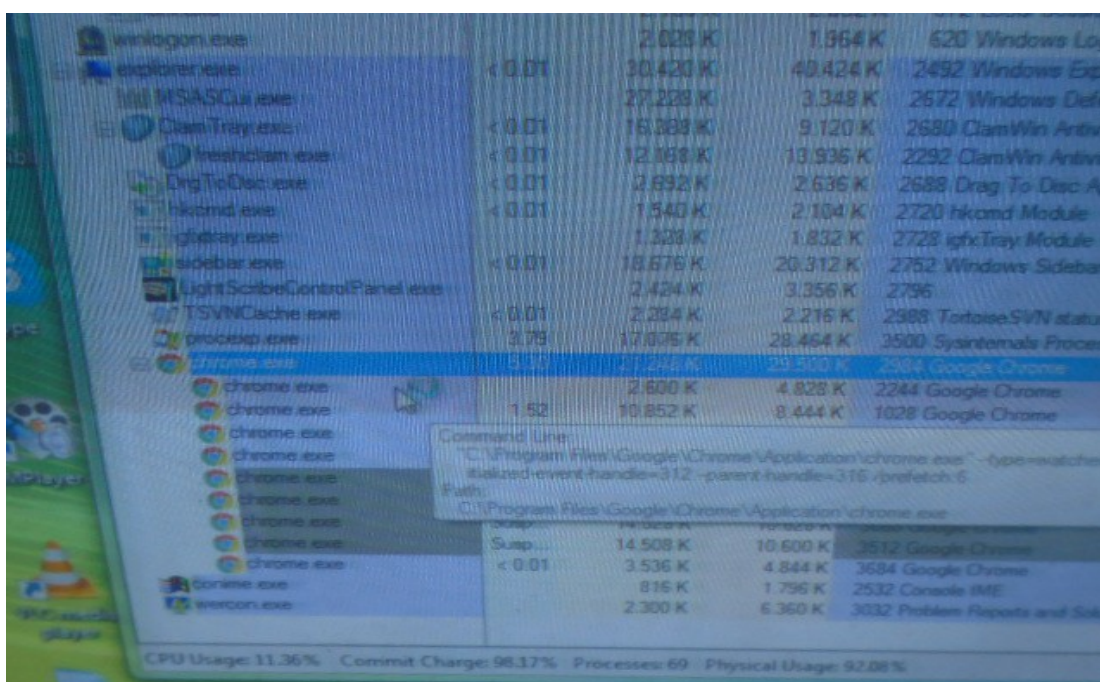 winlogon.exe 2.028 K 1.964 K 620 Windows Lo
explorer.exe < 0.01 30.420 K 40.424 K 2492 Windows Exp
MSASCui.exe 27.228 K 3.348 K 2672 Windows Def
ClamTray.exe < 0.01 16.388 K 9.120 K 2680 ClamWin Antivi
freshclam.exe < 0.01 12.168 K 13.936 K 2292 ClamWin Antivi
DrgToDsc.exe < 0.01 2.692 K 2.636 K 2688 Drag To Disc A
hkcmd.exe < 0.01 1.540 K 2.104 K 2720 hkcmd Module
igfxtray.exe 1.328 K 1.832 K 2728 igfxTray Module
sidebar.exe < 0.01 18.676 K 20.312 K 2752 Windows Sidebar
LightScribeControlPanel.exe 2.424 K 3.356 K 2796
TSVNCache.exe < 0.01 2.284 K 2.216 K 2988 TortoiseSVN statu
procexp.exe 3.79 17.076 K 28.464 K 3500 Sysinternals Proces
chrome.exe 29.500 K 2984 Google Chrome
chrome.exe 2.600 K 4.828 K 2244 Google Chrome
chrome.exe 1.52 10.852 K 8.444 K 1028 Google Chrome
chrome.exe
chrome.exe
chrome.exe
chrome.exe
chrome.exe
chrome.exe Susp... 14.508 K 10.600 K 3512 Google Chrome
chrome.exe < 0.01 3.536 K 4.844 K 3684 Google Chrome
conime.exe 816 K 1.796 K 2532 Console IME
wercon.exe 2.300 K 6.360 K 3032 Problem Reports and Solu
Command Line:
"C:\Program Files\Google\Chrome\Application\chrome.exe" --type=watcher
itialized-event-handle=312 --parent-handle=316 /prefetch:6
Path:
C:\Program Files\Google\Chrome\Application\chrome.exe
CPU Usage: 11.36% Commit Charge: 98.17% Processes: 69 Physical Usage: 92.08%
MPlayer
player